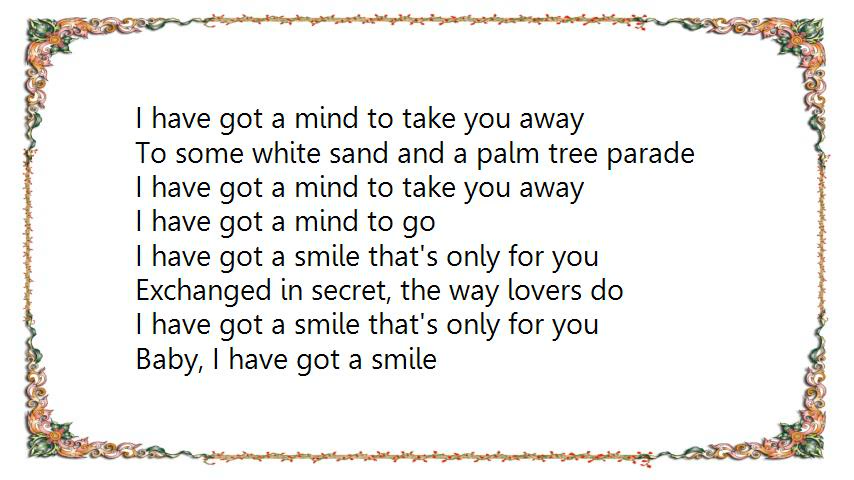 I have got a mind to take you away
To some white sand and a palm tree parade
I have got a mind to take you away
I have got a mind to go
I have got a smile that's only for you
Exchanged in secret, the way lovers do
I have got a smile that's only for you
Baby, I have got a smile